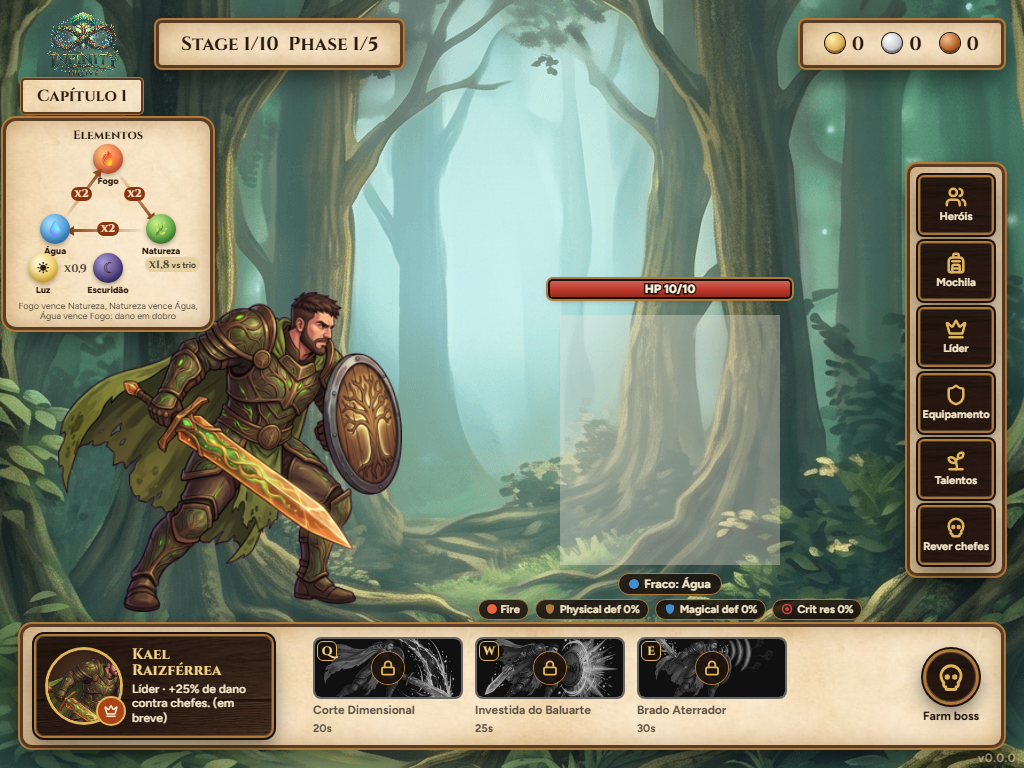 STAGE 1/10 PHASE 1/5
0 0 0
CAPÍTULO 1
ELEMENTOS
Fogo
X2 X2
X2
Água Natureza
X0,9 X1,8 vs trio
Luz Escuridão
Fogo vence Natureza, Natureza vence Água,
Água vence Fogo: dano em dobro
HP 10/10
Heróis
Mochila
Líder
Equipamento
Talentos
Rever chefes
Fraco: Água
Fire Physical def 0% Magical def 0% Crit res 0%
KAEL
RAIZFÉRREA
Líder · +25% de dano
contra chefes. (em
breve)
Q W E
Corte Dimensional Investida do Baluarte Brado Aterrador
20s 25s 30s
Farm boss
v0.0.0